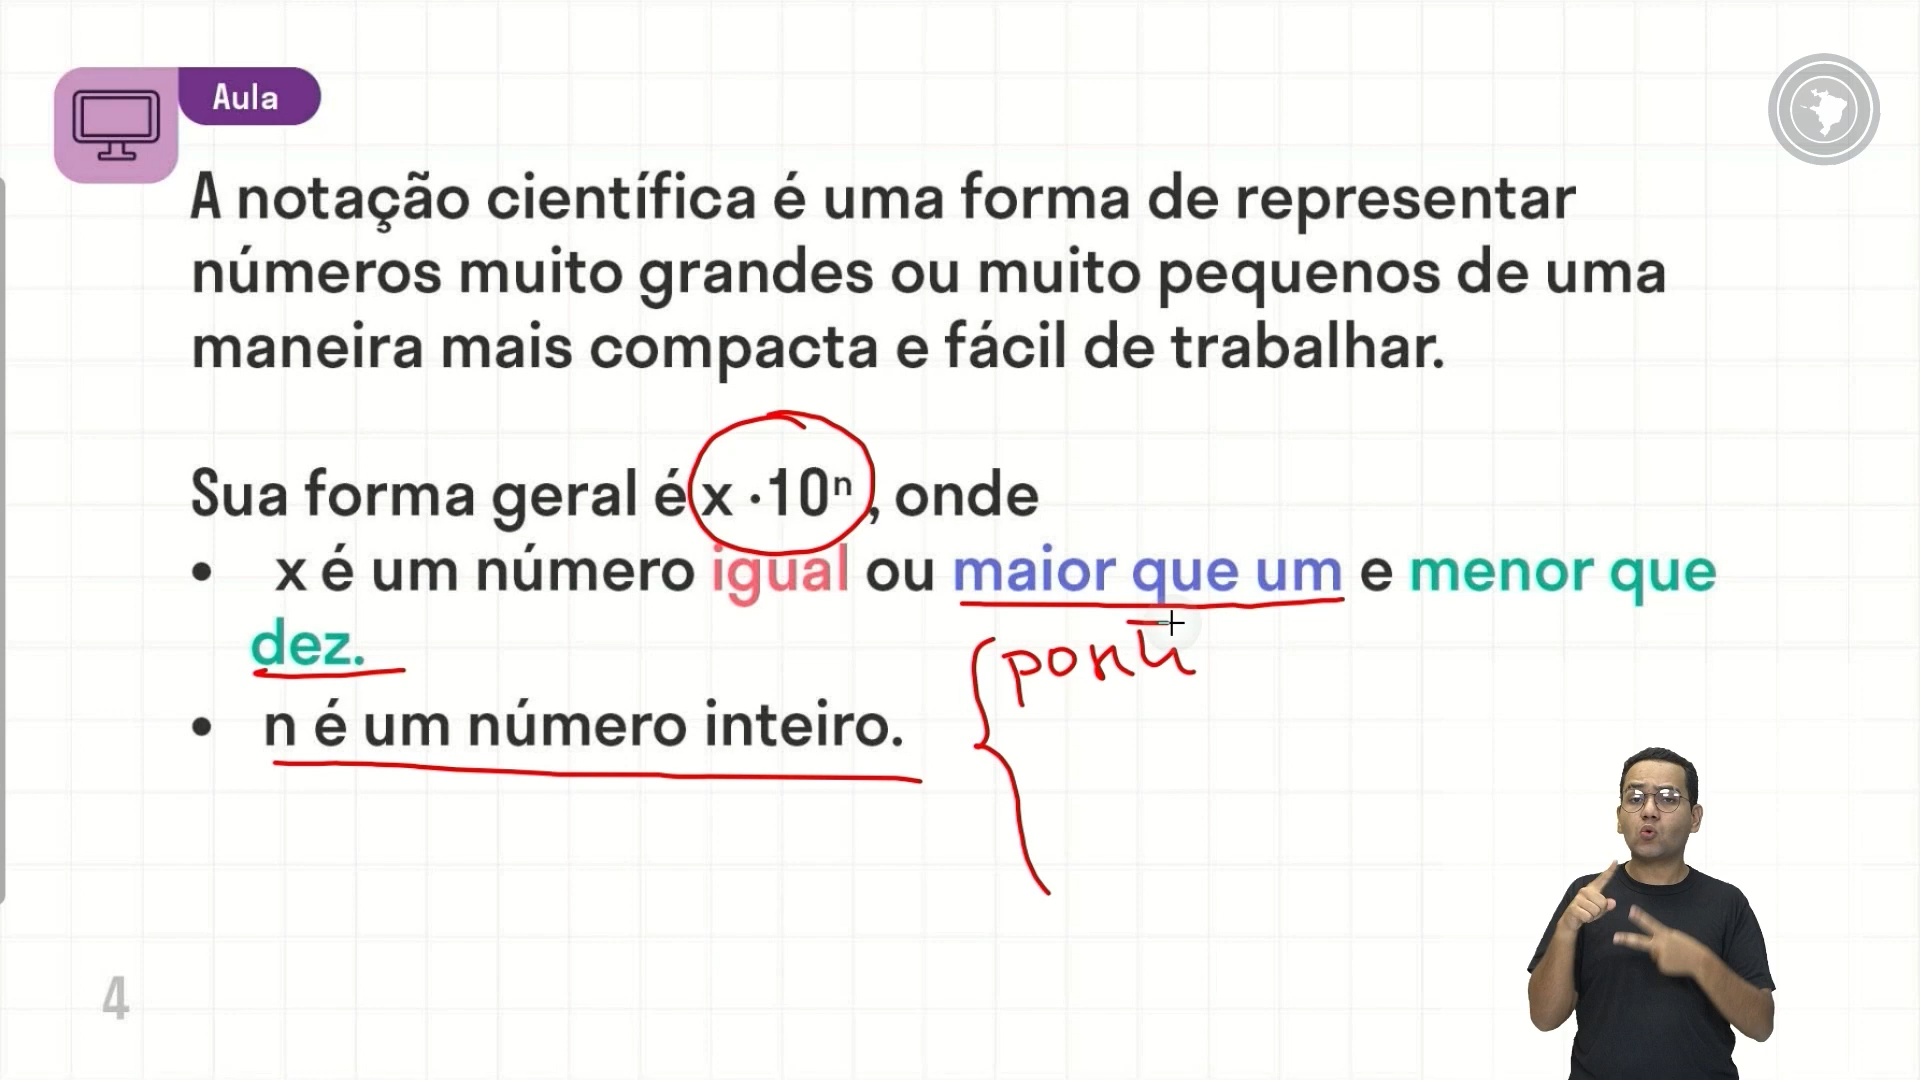 Aula
A notação científica é uma forma de representar
números muito grandes ou muito pequenos de uma
maneira mais compacta e fácil de trabalhar.
Sua forma geral é x · 10ⁿ , onde
• x é um número igual ou maior que um e menor que
dez.
• n é um número inteiro.
4